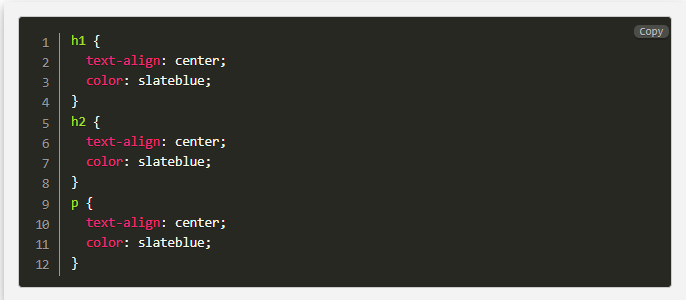 Copy
1 h1 {
2   text-align: center;
3   color: slateblue;
4 }
5 h2 {
6   text-align: center;
7   color: slateblue;
8 }
9 p {
10   text-align: center;
11   color: slateblue;
12 }